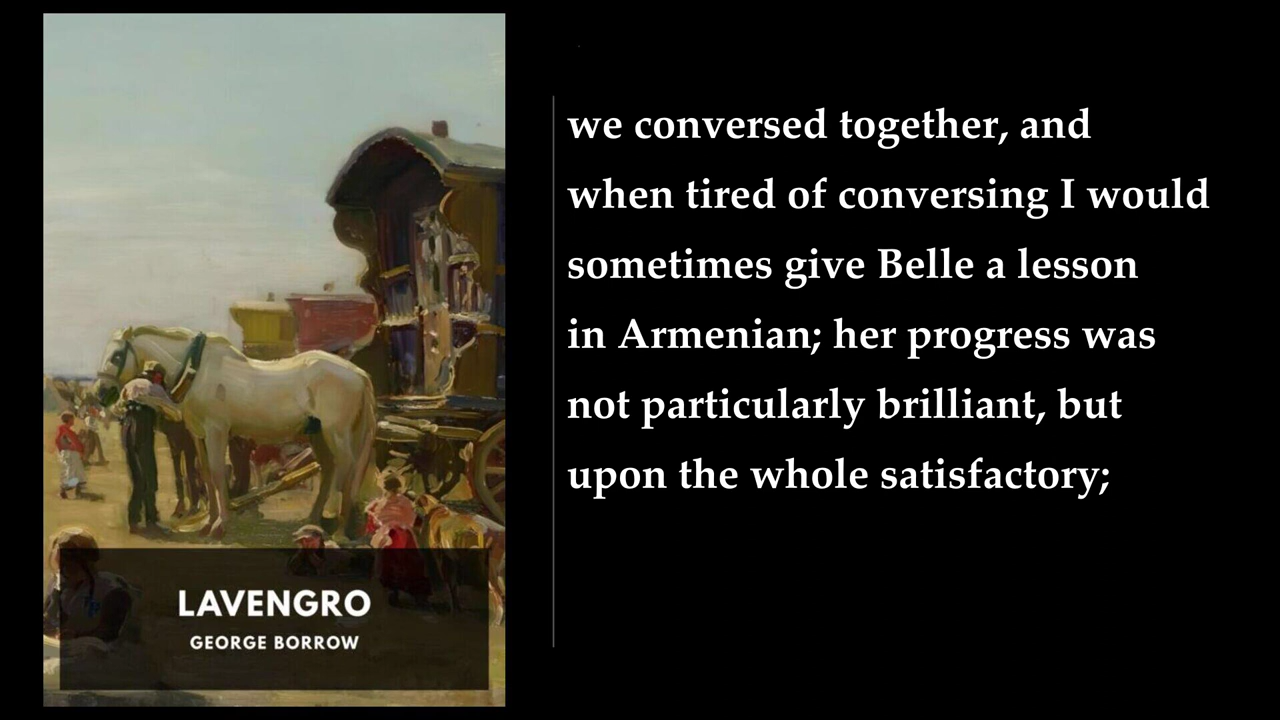 we conversed together, and
when tired of conversing I would
sometimes give Belle a lesson
in Armenian; her progress was
not particularly brilliant, but
upon the whole satisfactory;
LAVENGRO
GEORGE BORROW